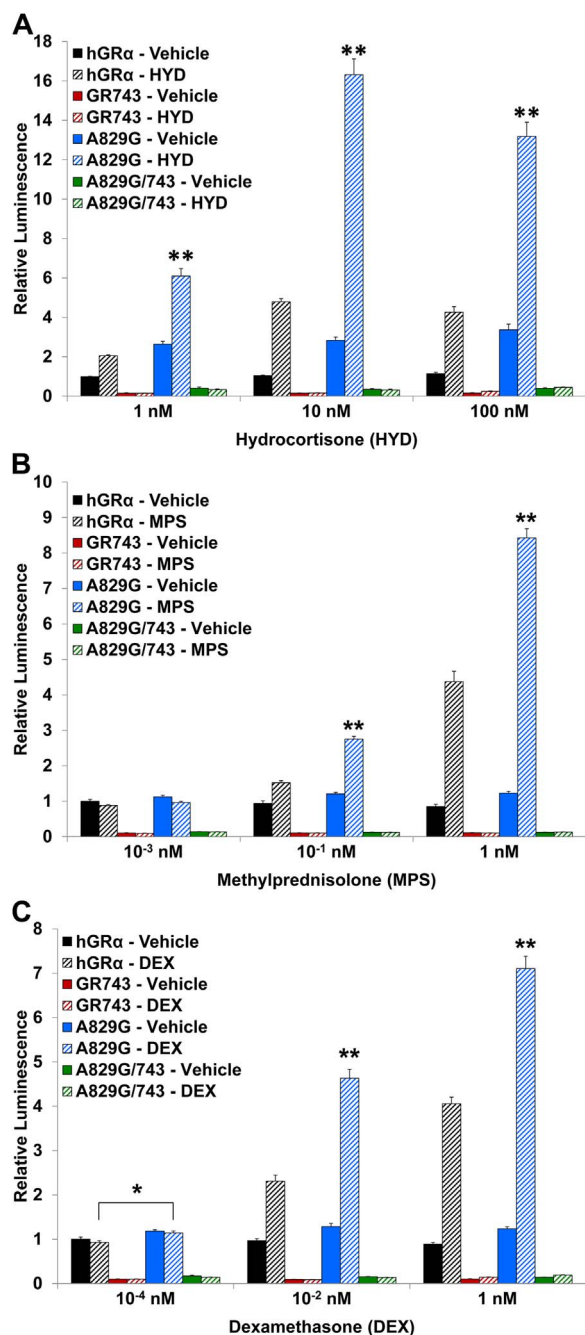 A
Relative Luminescence
18
16
14
12
10
8
6
4
2
0
hGRα - Vehicle
hGRα - HYD
GR743 - Vehicle
GR743 - HYD
A829G - Vehicle
A829G - HYD
A829G/743 - Vehicle
A829G/743 - HYD
**
**
**
1 nM 10 nM 100 nM
Hydrocortisone (HYD)
B
Relative Luminescence
10
9
8
7
6
5
4
3
2
1
0
hGRα - Vehicle
hGRα - MPS
GR743 - Vehicle
GR743 - MPS
A829G - Vehicle
A829G - MPS
A829G/743 - Vehicle
A829G/743 - MPS
**
**
10⁻³ nM 10⁻¹ nM 1 nM
Methylprednisolone (MPS)
C
Relative Luminescence
8
7
6
5
4
3
2
1
0
hGRα - Vehicle
hGRα - DEX
GR743 - Vehicle
GR743 - DEX
A829G - Vehicle
A829G - DEX
A829G/743 - Vehicle
A829G/743 - DEX
*
**
**
10⁻⁴ nM 10⁻² nM 1 nM
Dexamethasone (DEX)